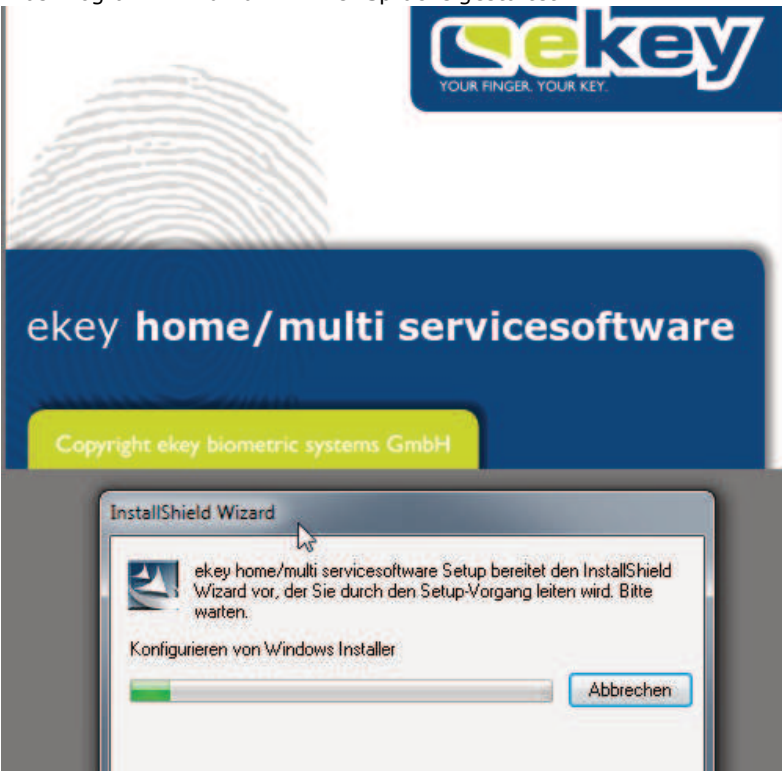 ekey
YOUR FINGER. YOUR KEY.
ekey home/multi servicesoftware
Copyright ekey biometric systems GmbH
InstallShield Wizard
ekey home/multi servicesoftware Setup bereitet den InstallShield
Wizard vor, der Sie durch den Setup-Vorgang leiten wird. Bitte
warten.
Konfigurieren von Windows Installer
Abbrechen